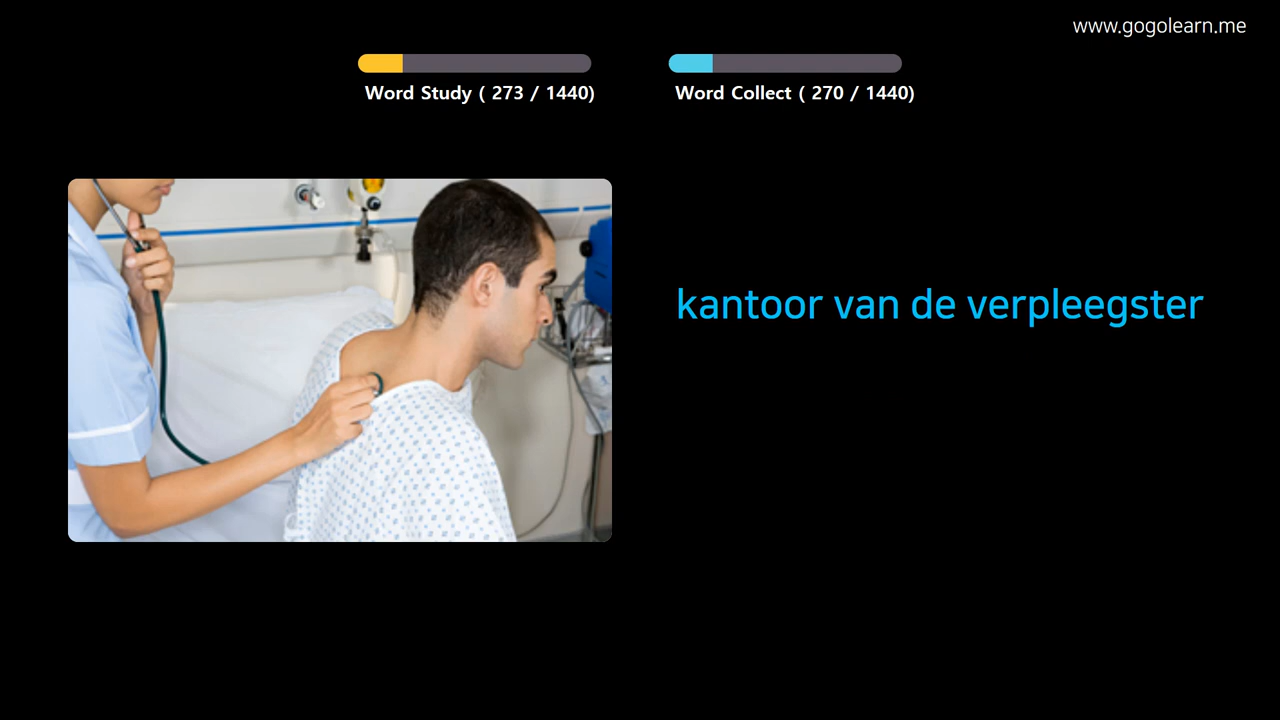 www.gogolearn.me
Word Study ( 273 / 1440)
Word Collect ( 270 / 1440)
kantoor van de verpleegster